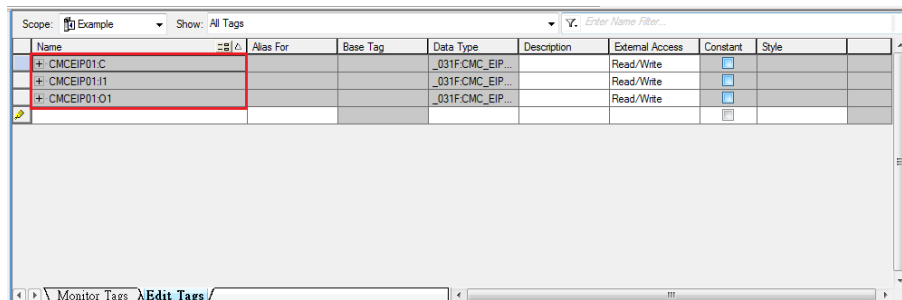 Scope: Example Show: All Tags Enter Name Filter...
Name Alias For Base Tag Data Type Description External Access Constant Style
CMCEIP01:C _031F:CMC_EIP... Read/Write
CMCEIP01:I1 _031F:CMC_EIP... Read/Write
CMCEIP01:O1 _031F:CMC_EIP... Read/Write
Monitor Tags Edit Tags